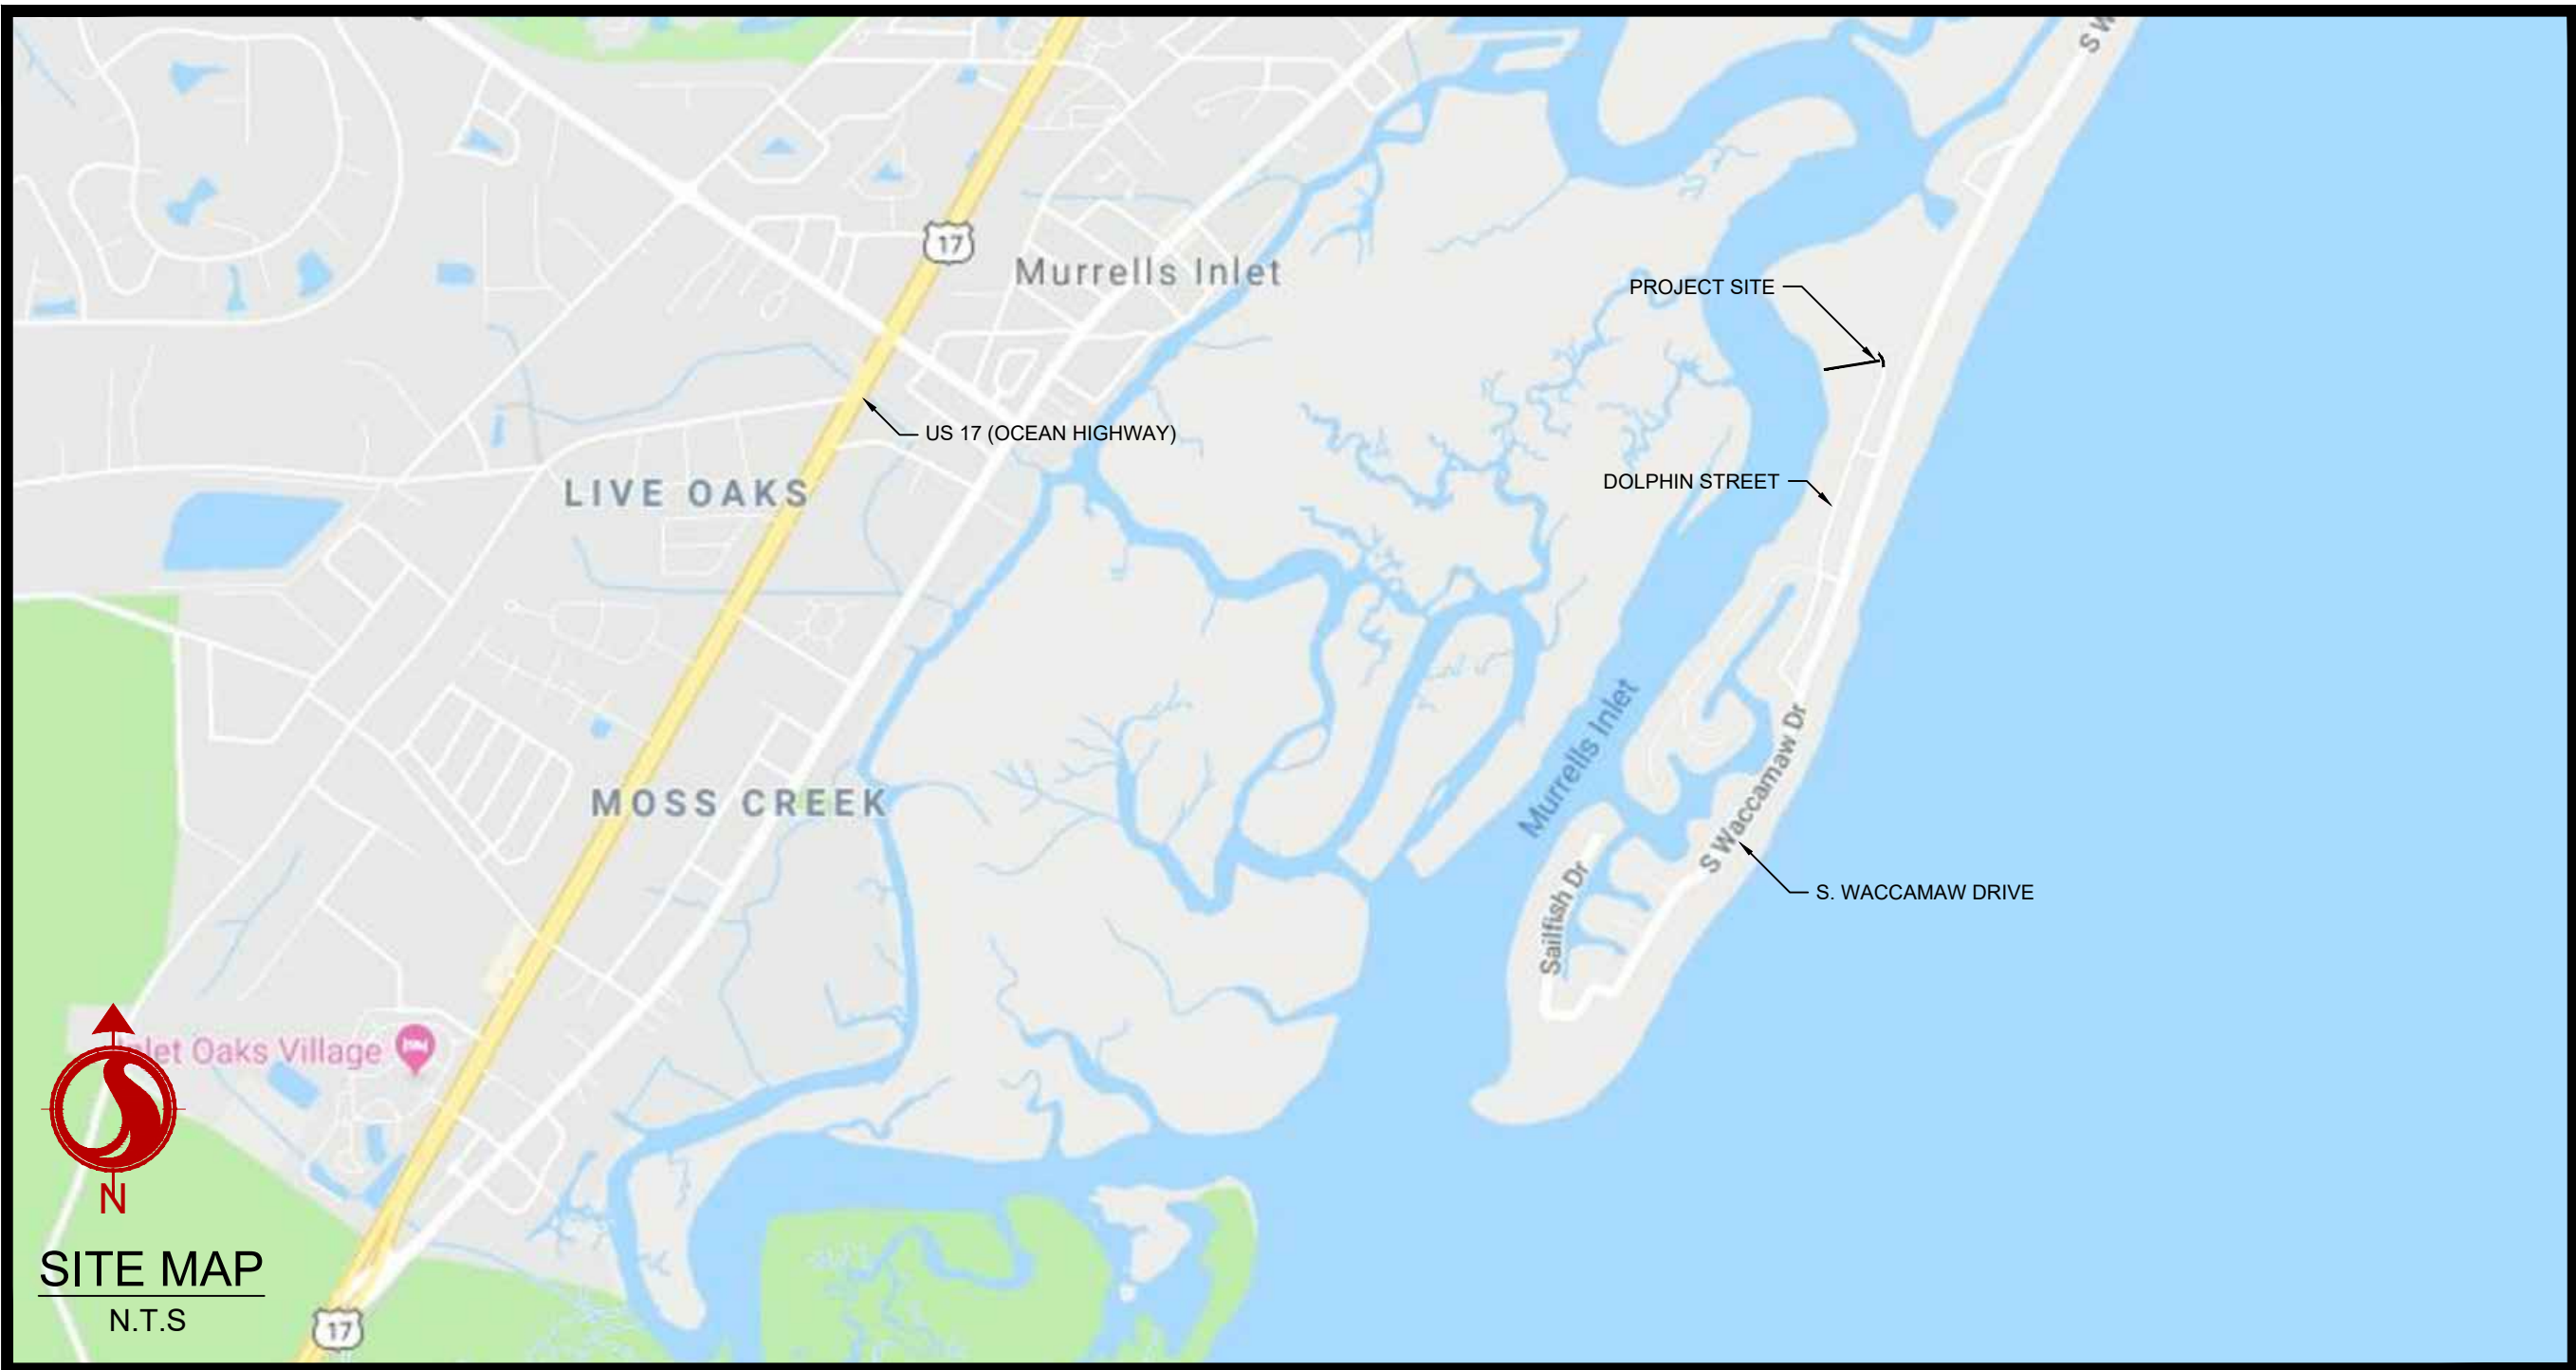 S W
17
Murrells Inlet
PROJECT SITE
US 17 (OCEAN HIGHWAY)
DOLPHIN STREET
LIVE OAKS
Murrells Inlet
MOSS CREEK
S Waccamaw Dr
S. WACCAMAW DRIVE
Sailfish Dr
Inlet Oaks Village
N
SITE MAP
N.T.S
17